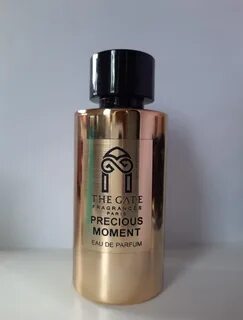 THE GATE
FRAGRANCES
PARIS
PRECIOUS
MOMENT
EAU DE PARFUM